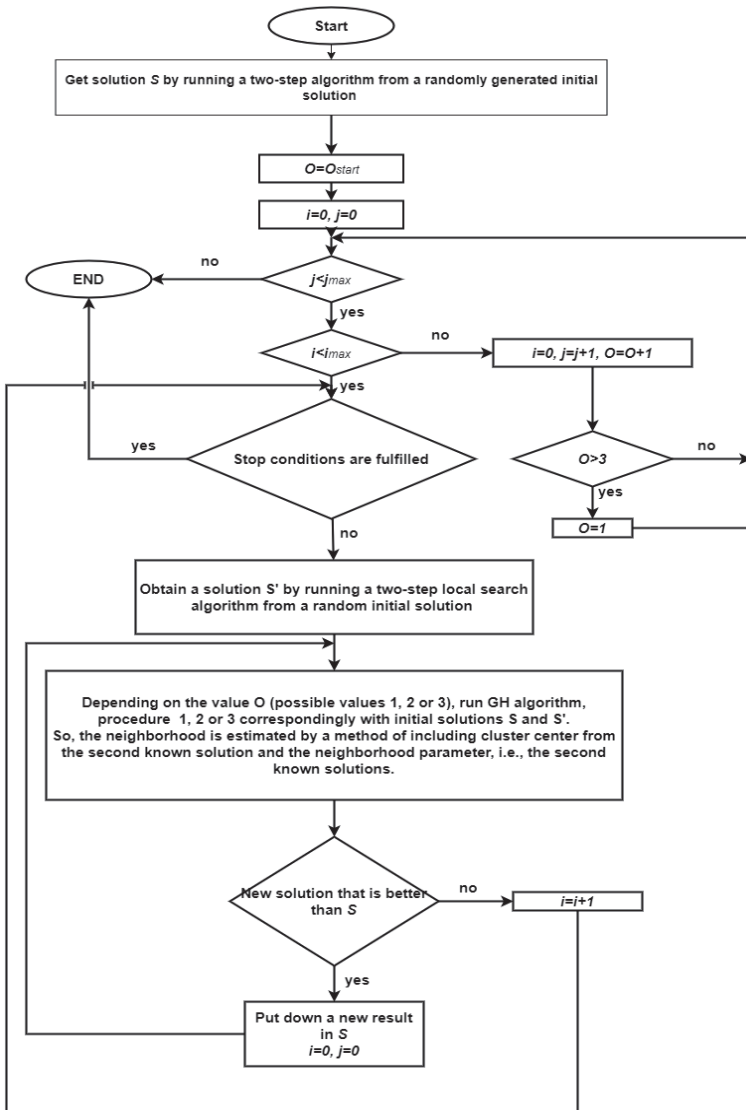 Start
Get solution S by running a two-step algorithm from a randomly generated initial
solution
O=Ostart
i=0, j=0
no
END
j<jmax
yes
no
i<imax
i=0, j=j+1, O=O+1
yes
yes
Stop conditions are fulfilled
O>3
no
yes
no
O=1
Obtain a solution S' by running a two-step local search
algorithm from a random initial solution
Depending on the value O (possible values 1, 2 or 3), run GH algorithm,
procedure 1, 2 or 3 correspondingly with initial solutions S and S'.
So, the neighborhood is estimated by a method of including cluster center from
the second known solution and the neighborhood parameter, i.e., the second
known solutions.
New solution that is better
than S
no
i=i+1
yes
Put down a new result
in S
i=0, j=0